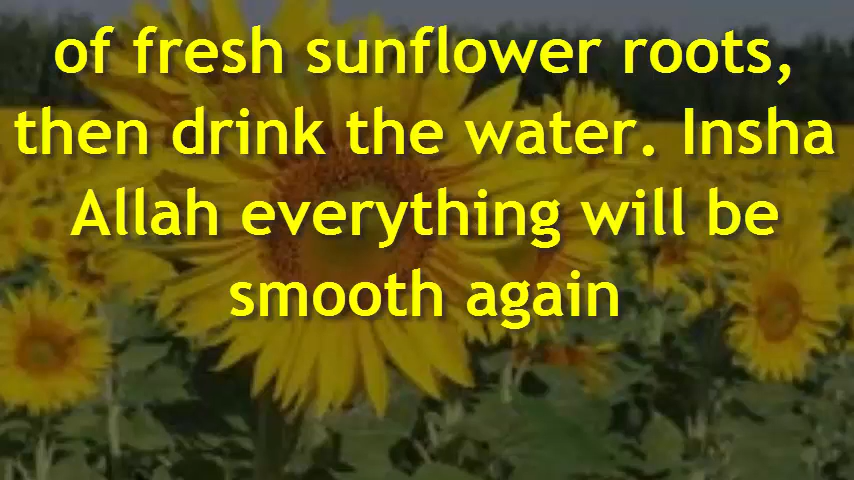 of fresh sunflower roots,
then drink the water. Insha
Allah everything will be
smooth again